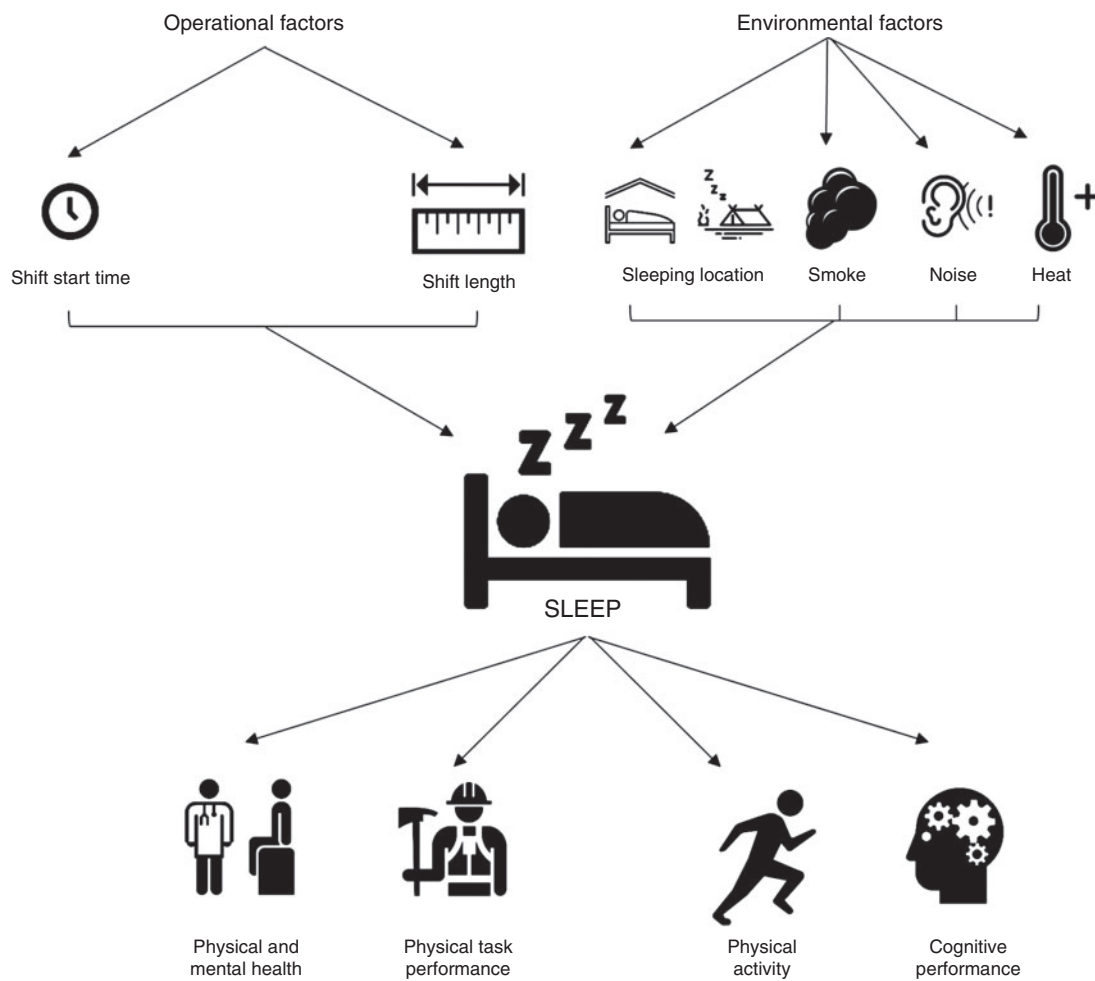 Operational factors
Environmental factors
Z
z
z
!
+
Shift start time
Shift length
Sleeping location
Smoke
Noise
Heat
Z Z Z
SLEEP
Physical and
mental health
Physical task
performance
Physical
activity
Cognitive
performance